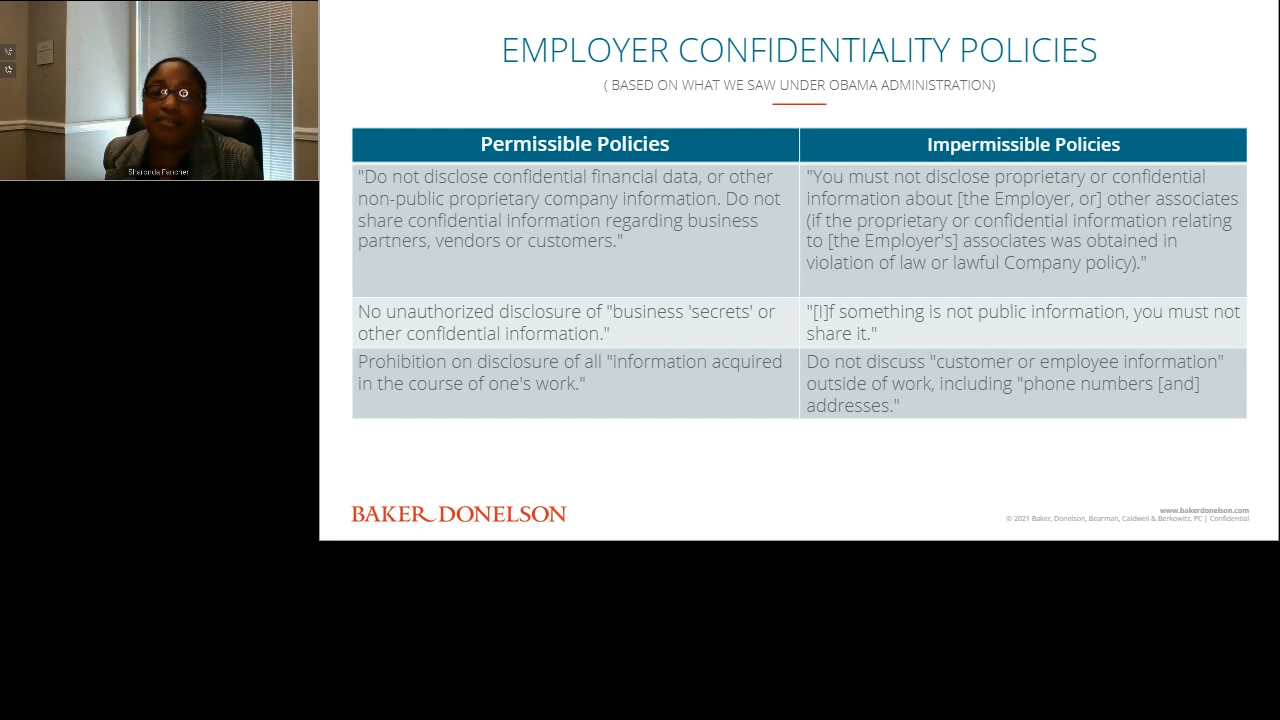 Sharonda Fancher
EMPLOYER CONFIDENTIALITY POLICIES
( BASED ON WHAT WE SAW UNDER OBAMA ADMINISTRATION)
Permissible Policies
Impermissible Policies
"Do not disclose confidential financial data, or other
non-public proprietary company information. Do not
share confidential information regarding business
partners, vendors or customers."
"You must not disclose proprietary or confidential
information about [the Employer, or] other associates
(if the proprietary or confidential information relating
to [the Employer's] associates was obtained in
violation of law or lawful Company policy)."
No unauthorized disclosure of "business 'secrets' or
other confidential information."
"[I]f something is not public information, you must not
share it."
Prohibition on disclosure of all "information acquired
in the course of one's work."
Do not discuss "customer or employee information"
outside of work, including "phone numbers [and]
addresses."
BAKER DONELSON
www.bakerdonelson.com
© 2021 Baker, Donelson, Bearman, Caldwell & Berkowitz, PC | Confidential